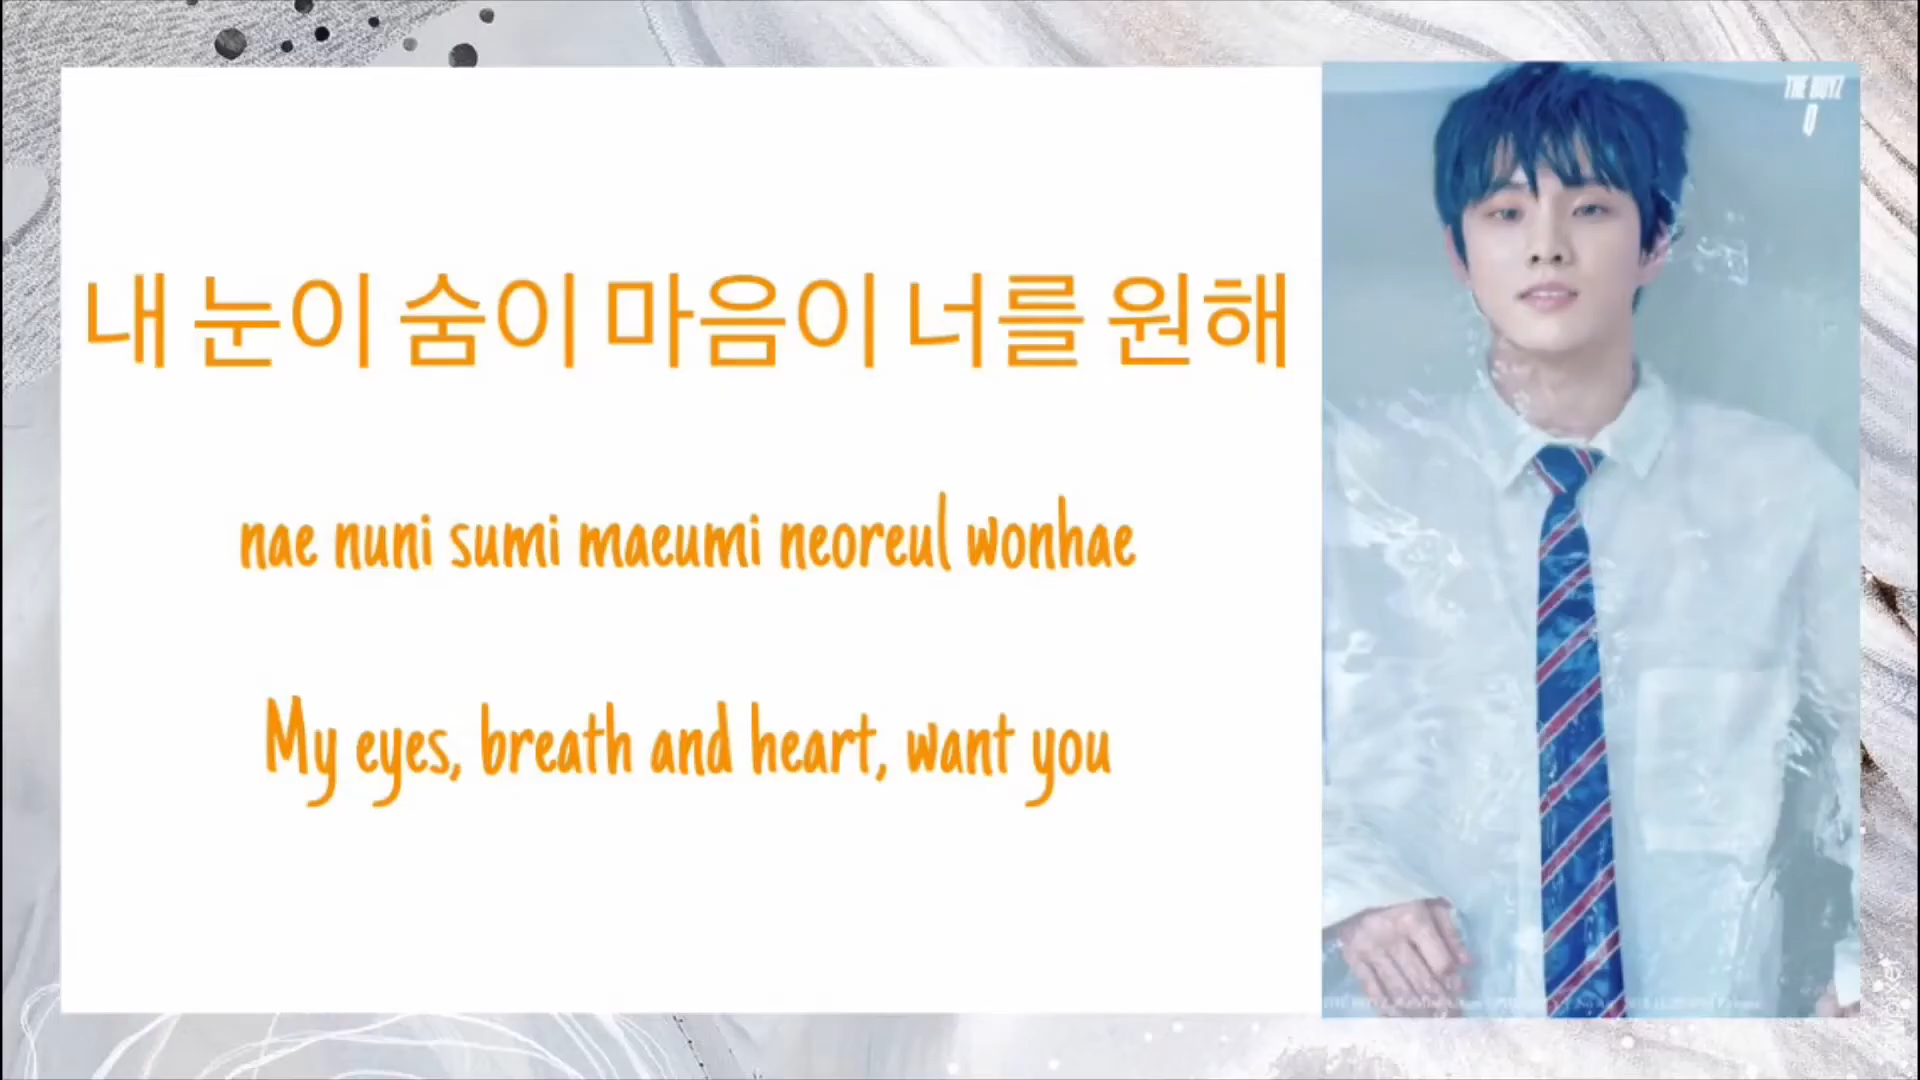 THE BOYZ
Q
내 눈이 숨이 마음이 너를 원해
nae nuni sumi maeumi neoreul wonhae
My eyes, breath and heart, want you